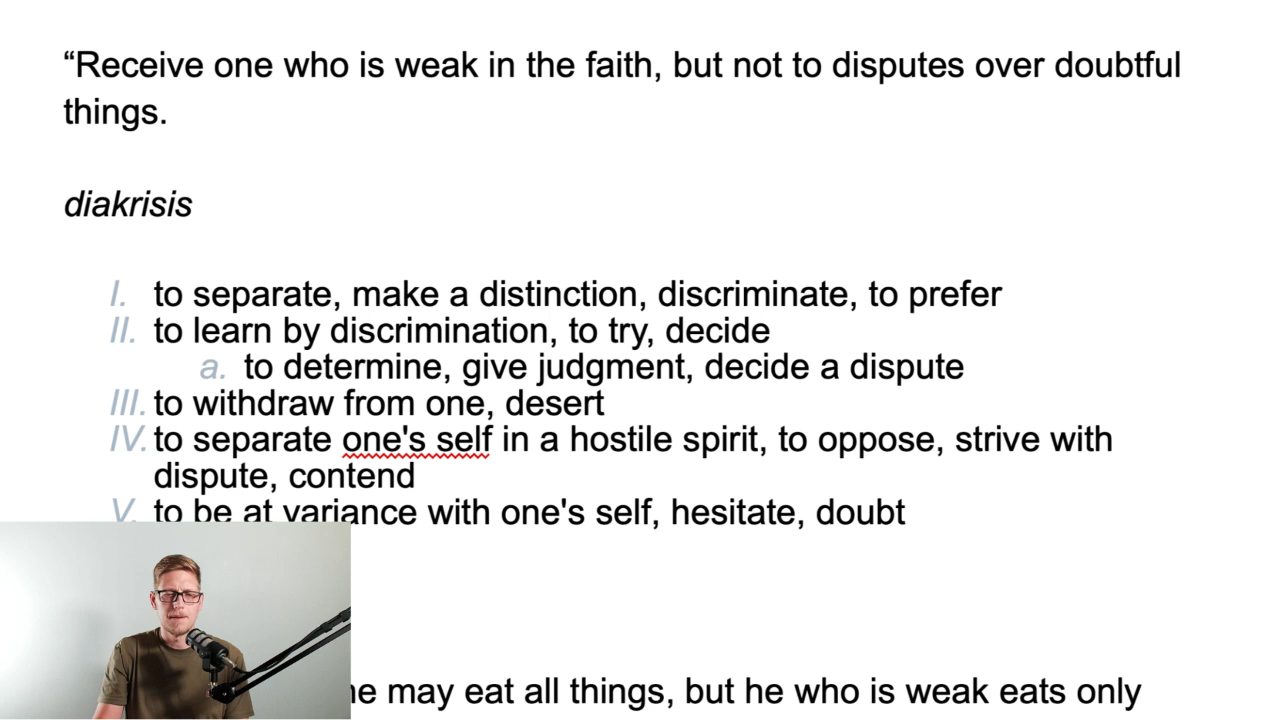 “Receive one who is weak in the faith, but not to disputes over doubtful
things.
diakrisis
I. to separate, make a distinction, discriminate, to prefer
II. to learn by discrimination, to try, decide
a. to determine, give judgment, decide a dispute
III. to withdraw from one, desert
IV. to separate one's self in a hostile spirit, to oppose, strive with
dispute, contend
V. to be at variance with one's self, hesitate, doubt
may eat all things, but he who is weak eats only